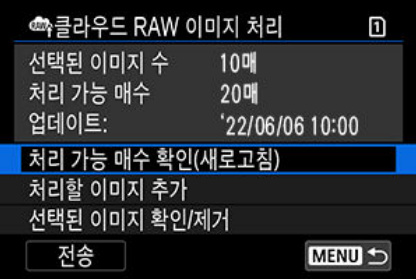 RAW 클라우드 RAW 이미지 처리 1
선택된 이미지 수 10매
처리 가능 매수 20매
업데이트: '22/06/06 10:00
처리 가능 매수 확인(새로고침)
처리할 이미지 추가
선택된 이미지 확인/제거
전송 MENU